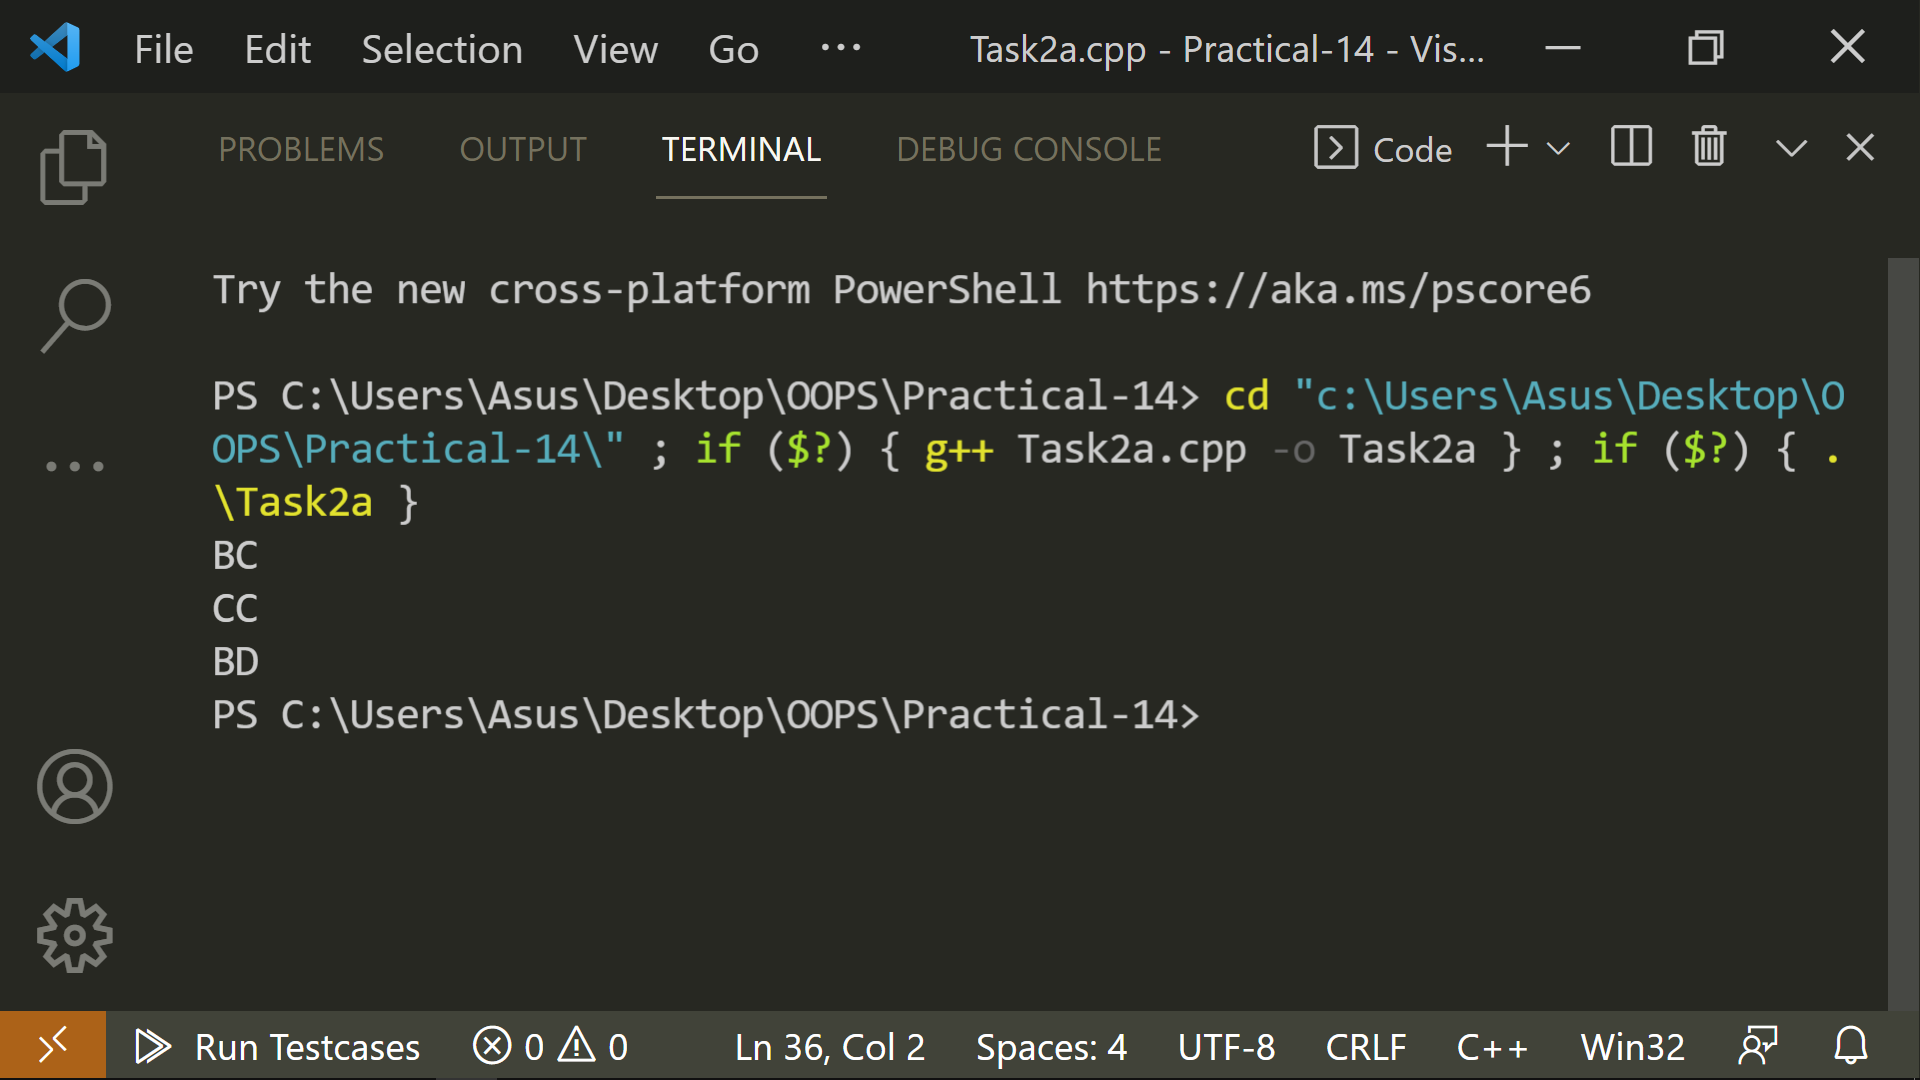 File Edit Selection View Go ... Task2a.cpp - Practical-14 - Vis...
PROBLEMS OUTPUT TERMINAL DEBUG CONSOLE Code
Try the new cross-platform PowerShell https://aka.ms/pscore6
PS C:\Users\Asus\Desktop\OOPS\Practical-14> cd "c:\Users\Asus\Desktop\O
OPS\Practical-14\" ; if ($?) { g++ Task2a.cpp -o Task2a } ; if ($?) { .
\Task2a }
BC
CC
BD
PS C:\Users\Asus\Desktop\OOPS\Practical-14>
Run Testcases 0 0 Ln 36, Col 2 Spaces: 4 UTF-8 CRLF C++ Win32